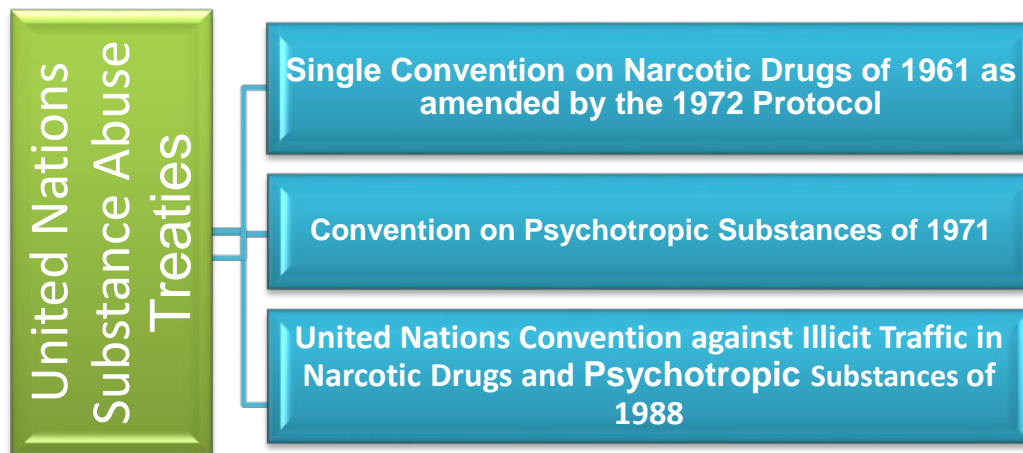 United Nations
Substance Abuse
Treaties
Single Convention on Narcotic Drugs of 1961 as
amended by the 1972 Protocol
Convention on Psychotropic Substances of 1971
United Nations Convention against Illicit Traffic in
Narcotic Drugs and Psychotropic Substances of
1988